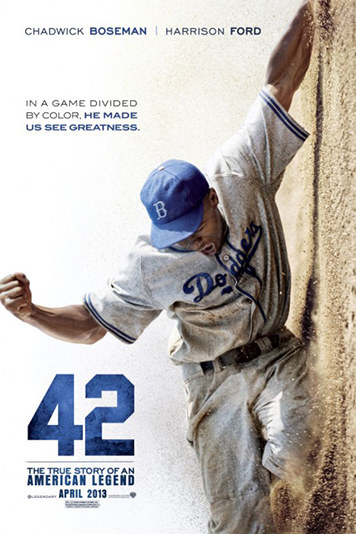 CHADWICK BOSEMAN | HARRISON FORD
IN A GAME DIVIDED
BY COLOR, HE MADE
US SEE GREATNESS.
B
Dodgers
42
THE TRUE STORY OF AN
AMERICAN LEGEND
LEGENDARY APRIL 2013